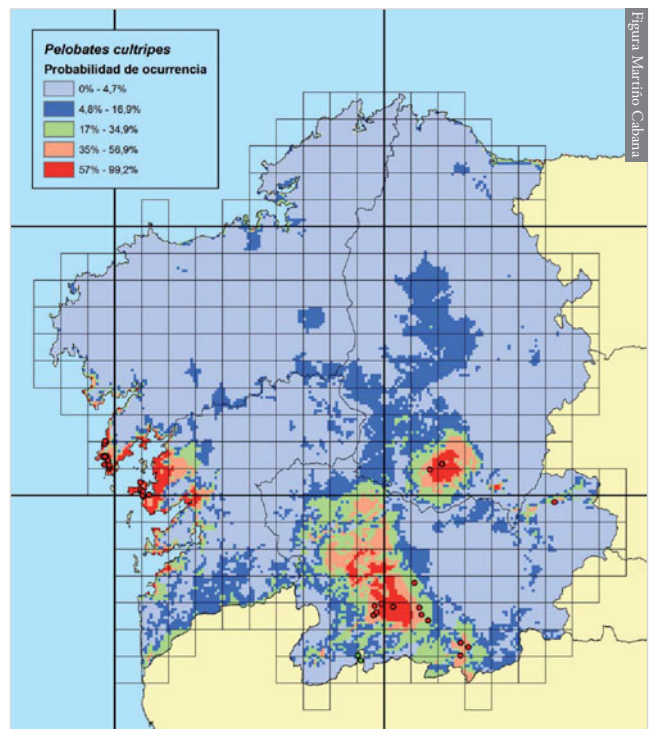 Pelobates cultripes
Probabilidad de ocurrencia
0% - 4,7%
4,8% - 16,9%
17% - 34,9%
35% - 56,9%
57% - 99,2%
Figura Martiño Cabana